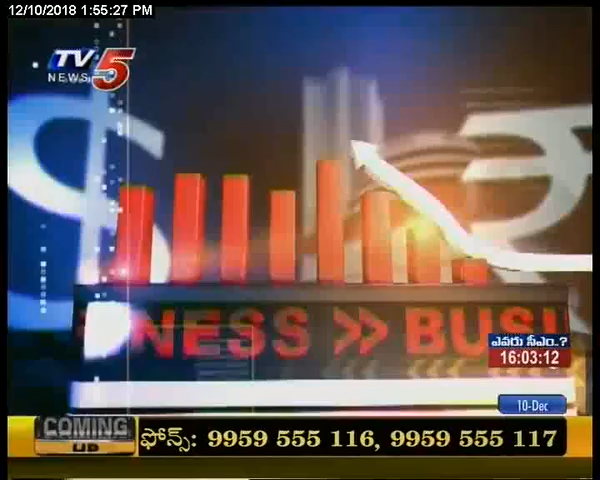 12/10/2018 1:55:27 PM
TV5
NEWS
NESS >> BUSI
ఎవరు సీఎం..?
16:03:12
10-Dec
COMING
UP
ఫోన్స్: 9959 555 116, 9959 555 117